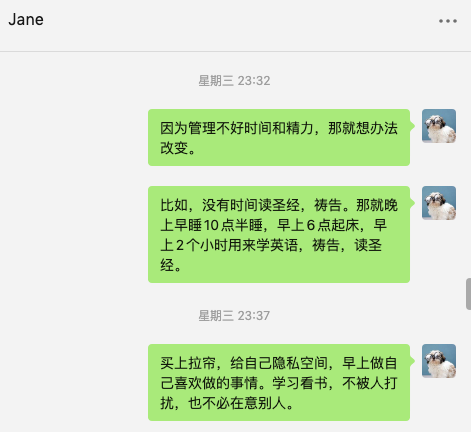 Jane
星期三 23:32
因为管理不好时间和精力，那就想办法
改变。
比如，没有时间读圣经，祷告。那就晚
上早睡10点半睡，早上6点起床，早
上2个小时用来学英语，祷告，读圣
经。
星期三 23:37
买上拉帘，给自己隐私空间，早上做自
己喜欢做的事情。学习看书，不被人打
扰，也不必在意别人。